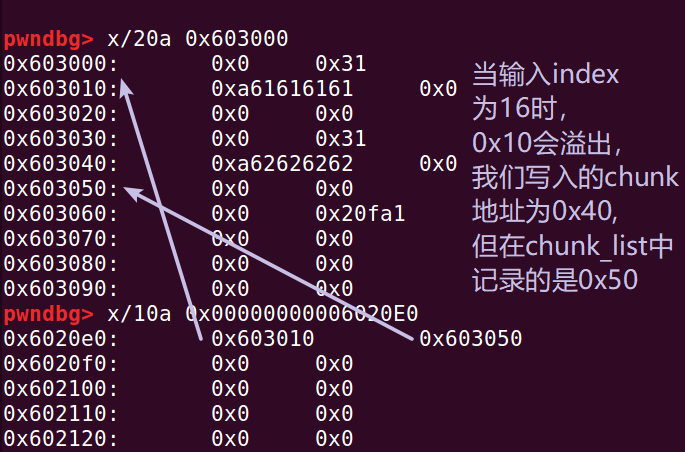 pwndbg> x/20a 0x603000
0x603000: 0x0 0x31
0x603010: 0xa61616161 0x0
0x603020: 0x0 0x0
0x603030: 0x0 0x31
0x603040: 0xa62626262 0x0
0x603050: 0x0 0x0
0x603060: 0x0 0x20fa1
0x603070: 0x0 0x0
0x603080: 0x0 0x0
0x603090: 0x0 0x0
pwndbg> x/10a 0x00000000006020E0
0x6020e0: 0x603010 0x603050
0x6020f0: 0x0 0x0
0x602100: 0x0 0x0
0x602110: 0x0 0x0
0x602120: 0x0 0x0
当输入index
为16时，
0x10会溢出，
我们写入的chunk
地址为0x40,
但在chunk_list中
记录的是0x50